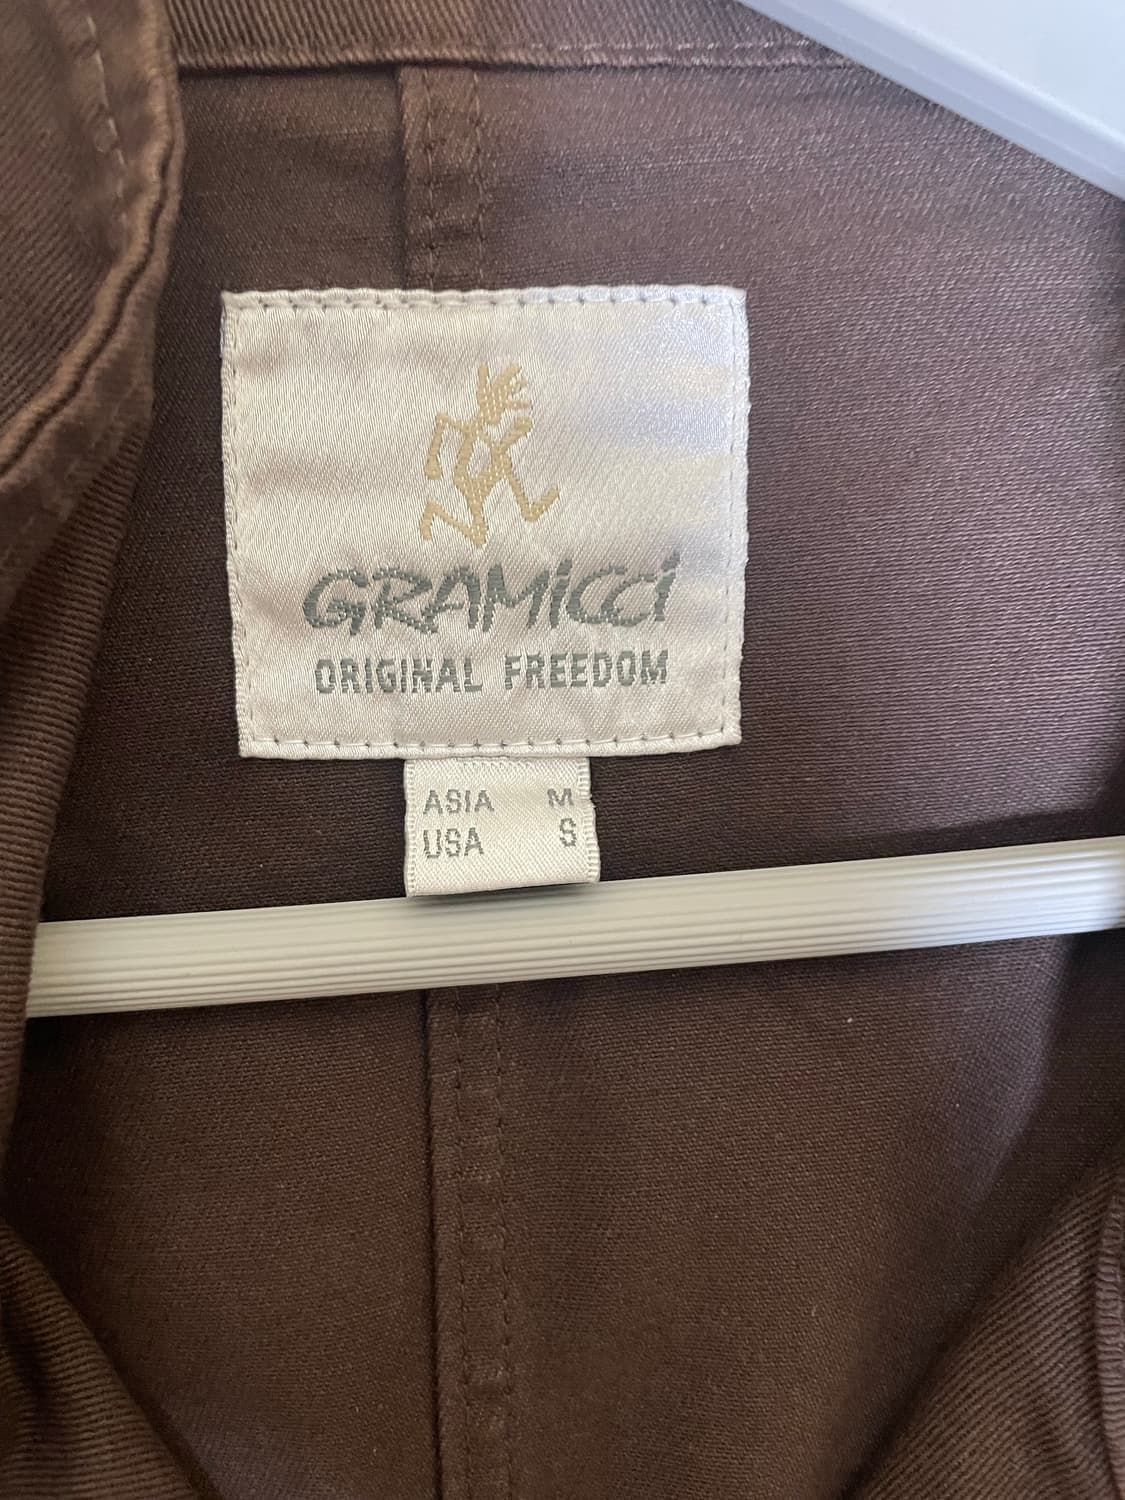 GRAMiCCi
ORIGINAL FREEDOM
ASIA M
USA S